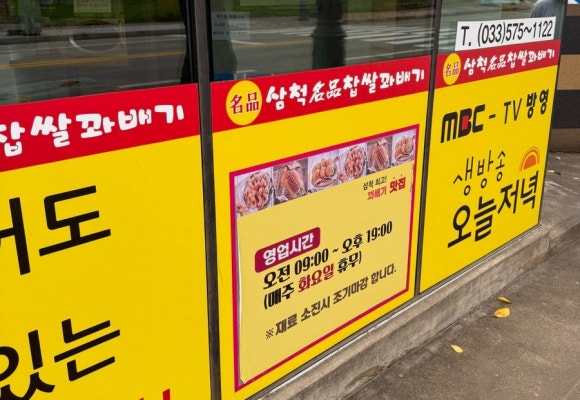 찹쌀꽈배기
어도
있는
名品 삼척名品찹쌀꽈배기
삼척 최고!
꽈배기 맛집
영업시간
오전 09:00 ~ 오후 19:00
(매주 화요일 휴무)
※ 재료 소진시 조기마감 합니다.
T. (033)575~1122
名品 삼척名品찹쌀꽈배기
MBC - TV 방영
생방송
오늘저녁